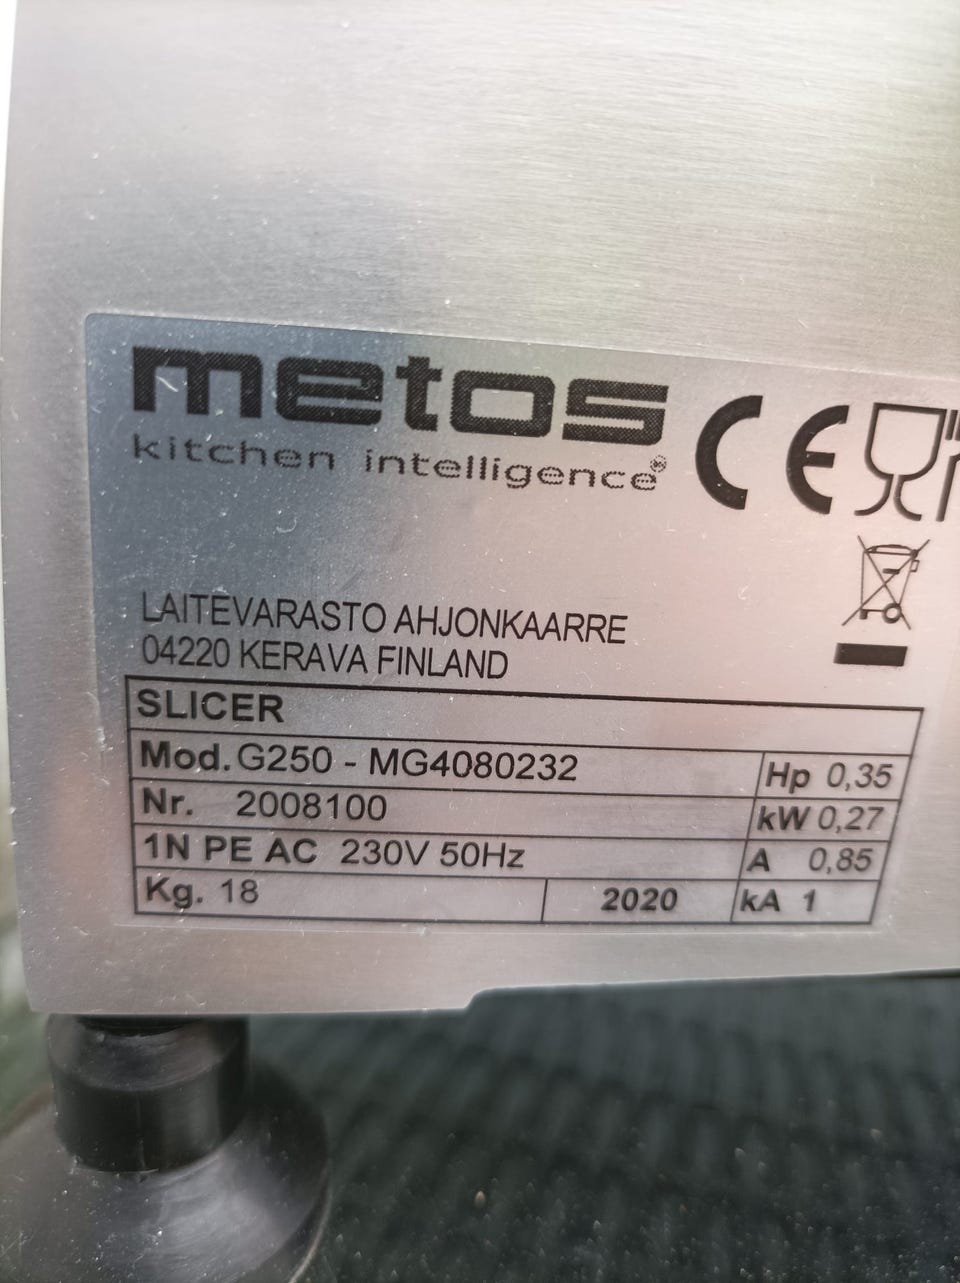 metos
kitchen intelligence®
CE
LAITEVARASTO AHJONKAARRE
04220 KERAVA FINLAND
SLICER
Mod. G250 - MG4080232
Hp 0,35
Nr. 2008100
kW 0,27
1N PE AC 230V 50Hz
A 0,85
Kg. 18
2020
kA 1